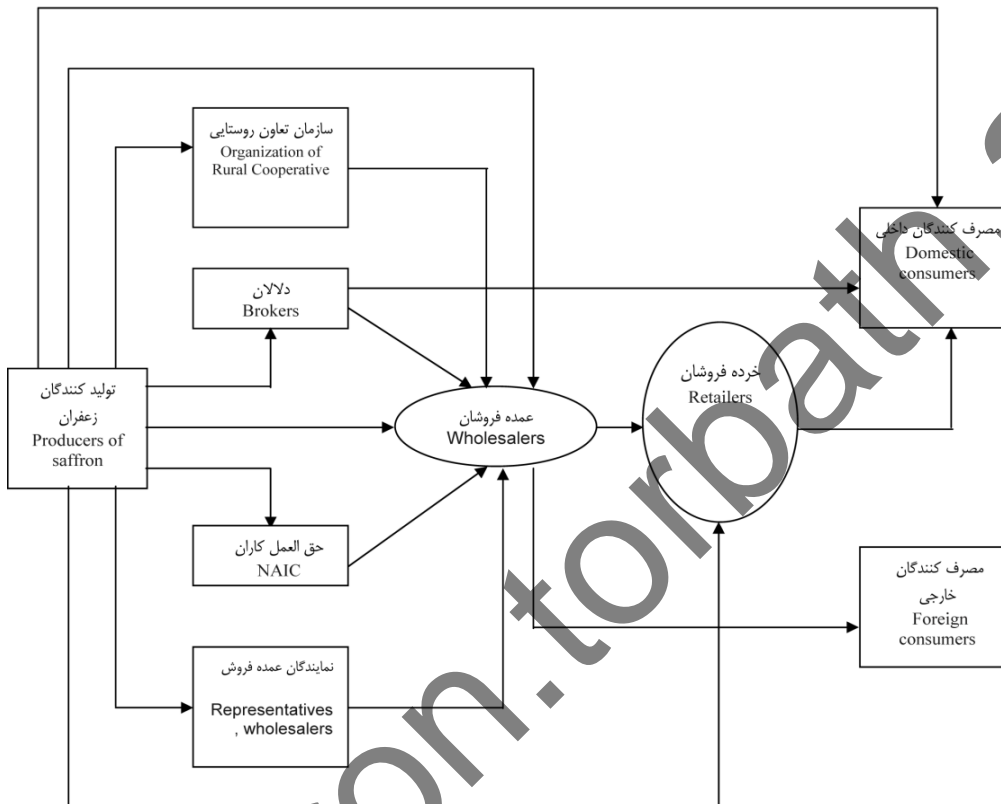 سازمان تعاون روستایی
Organization of
Rural Cooperative
مصرف کنندگان داخلی
Domestic
consumers
دلالان
Brokers
خرده فروشان
Retailers
تولید کنندگان
زعفران
Producers of
saffron
عمده فروشان
Wholesalers
حق العمل کاران
NAIC
مصرف کنندگان
خارجی
Foreign
consumers
نمایندگان عمده فروش
Representatives
, wholesalers
on.torbath